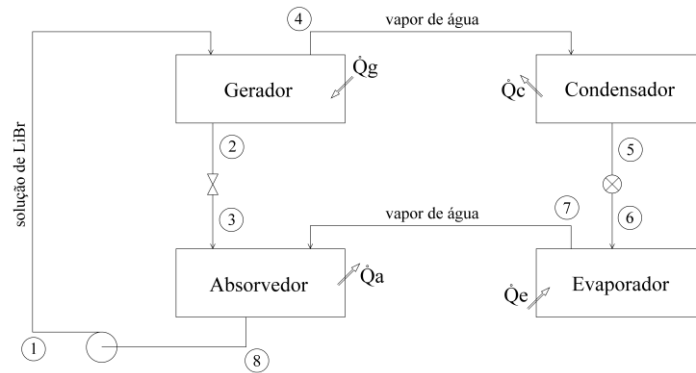 4
vapor de água
Gerador
Q̇g
Q̇c
Condensador
solução de LiBr
2
5
3
vapor de água
7
6
Absorvedor
Q̇a
Q̇e
Evaporador
1
8